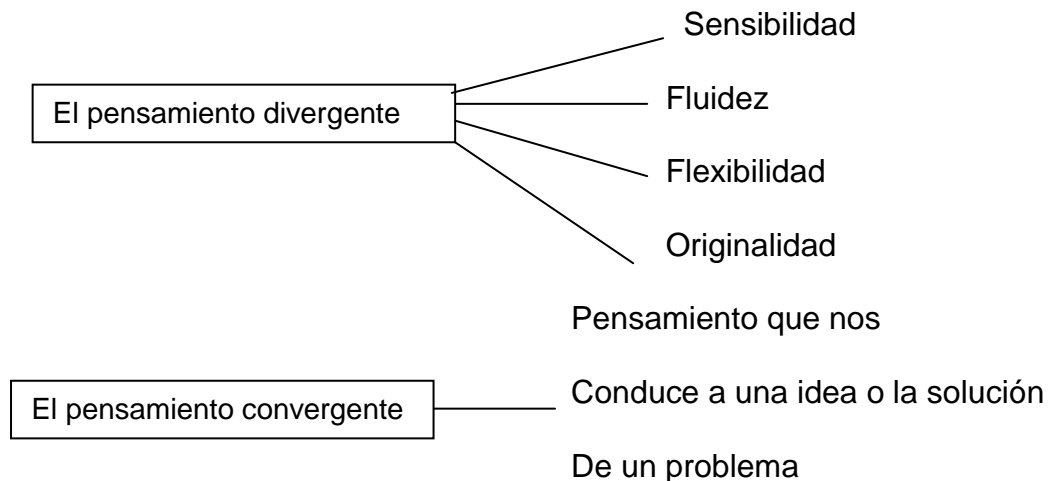 Sensibilidad
El pensamiento divergente
Fluidez
Flexibilidad
Originalidad
Pensamiento que nos
El pensamiento convergente
Conduce a una idea o la solución
De un problema